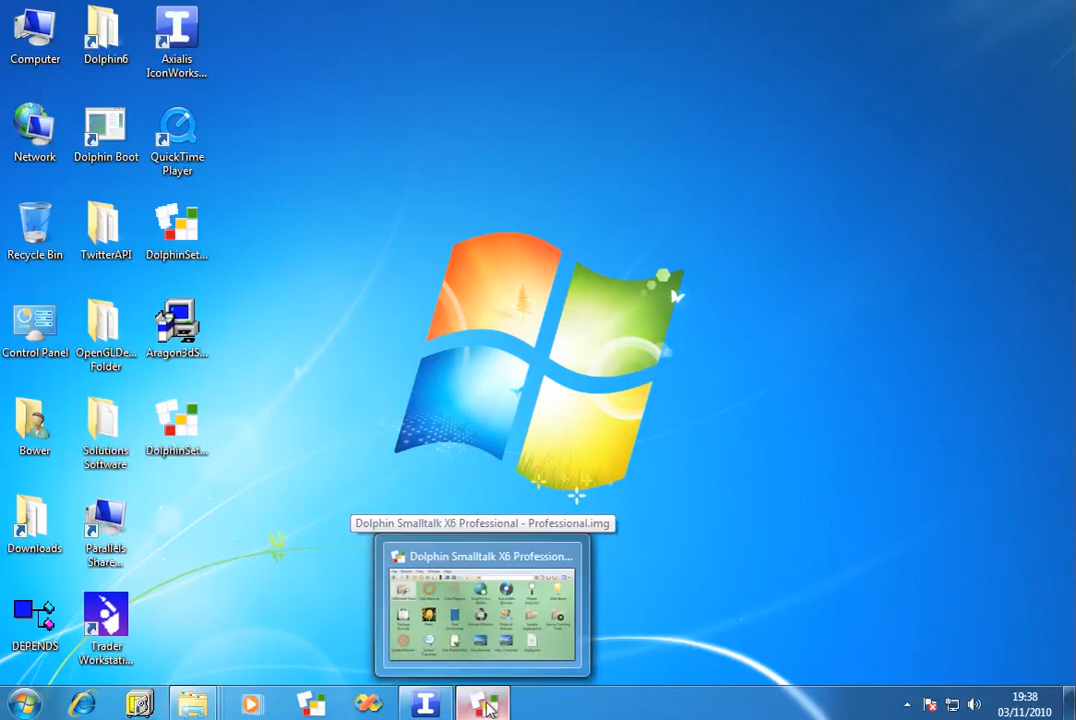 Computer
Dolphin6
Axialis
IconWorks...
Network
Dolphin Boot
QuickTime
Player
Recycle Bin
TwitterAPI
DolphinSet...
Control Panel
OpenGLDe...
Folder
Aragon3dS...
Bower
Solutions
Software
DolphinSet...
Downloads
Parallels
Share...
DEPENDS
Trader
Workstati...
Dolphin Smalltalk X6 Professional - Professional.img
Dolphin Smalltalk X6 Profession...
19:38
03/11/2010